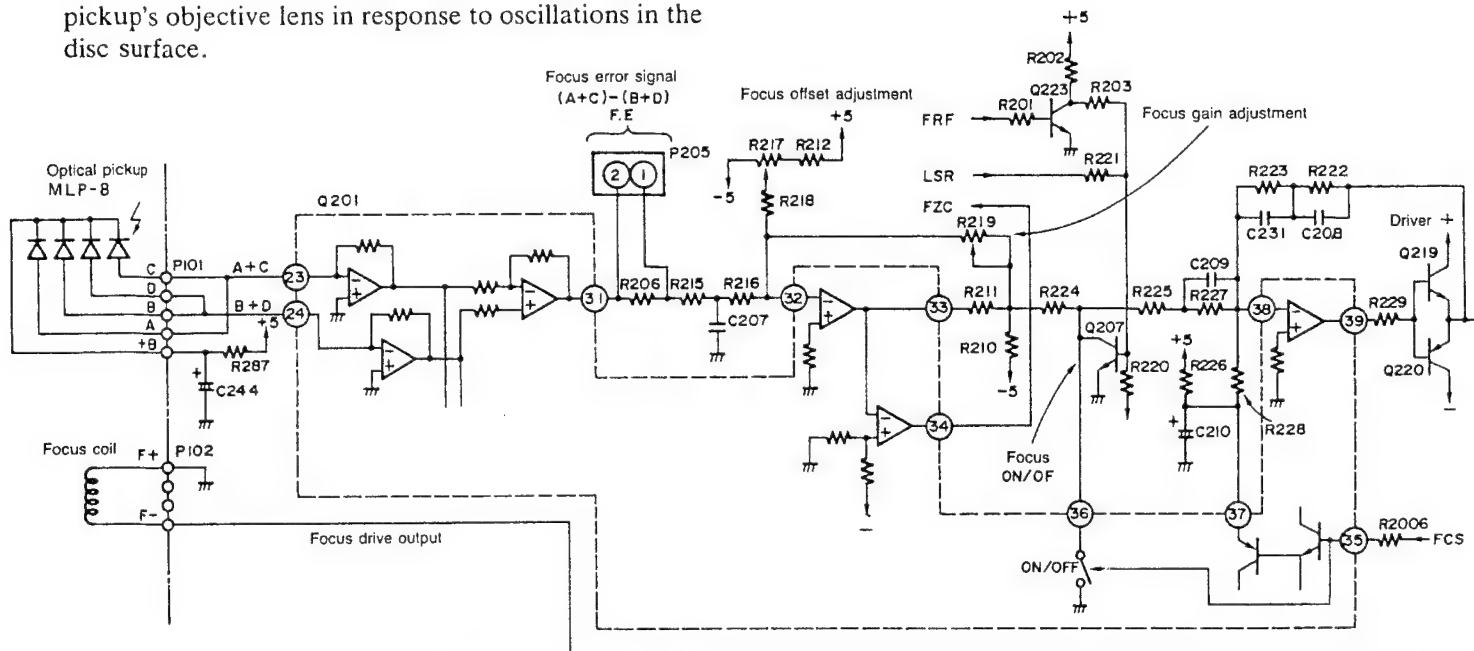 pickup's objective lens in response to oscillations in the
disc surface.
+5
R202
Focus error signal
(A+C)-(B+D)
F.E
Focus offset adjustment
+5
Q223
R203
R201
FRF
Focus gain adjustment
P205
R217
R212
2
1
-5
R221
LSR
R223
R222
Optical pickup
MLP-8
R218
FZC
Q201
R219
C231
C208
Driver +
C
P101
A+C
23
Q219
D
B
B+D
24
31
R206
R215
R216
32
33
R211
R224
C209
R225
R227
38
39
R229
A
+5
+B
R287
C207
R210
Q207
+5
R220
R226
Q220
C244
-5
C210
R228
34
Focus
ON/OF
Focus coil
F+
P102
36
37
F-
Focus drive output
35
R2006
FCS
ON/OFF